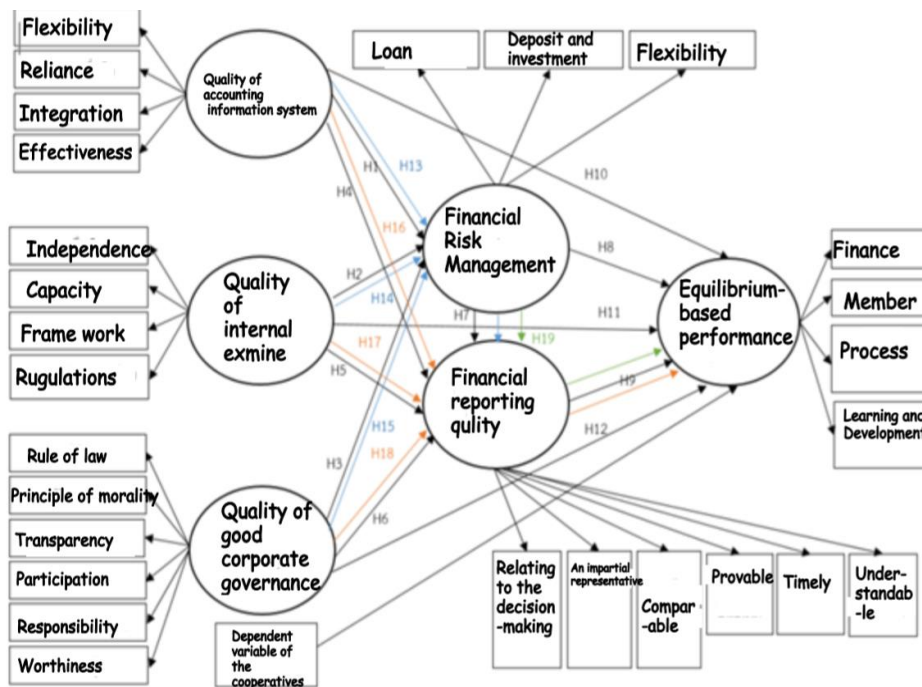 Flexibility
Reliance
Integration
Effectiveness
Quality of
accounting
information system
Loan
Deposit and
investment
Flexibility
H1
H13
H4
H16
H10
Independence
Capacity
Frame work
Rugulations
Quality
of
internal
exmine
H2
H14
H17
H5
Financial
Risk
Management
H8
H7
H11
H19
Equilibrium-
based
performance
Finance
Member
Process
Learning and
Development
Financial
reporting
qulity
H9
H12
H15
H18
H3
H6
Rule of law
Principle of morality
Transparency
Participation
Responsibility
Worthiness
Quality of
good
corporate
governance
Dependent
variable of
the
cooperatives
Relating
to the
decision
-making
An impartial
representative
Compar-
-able
Provable
Timely
Under-
standab
-le